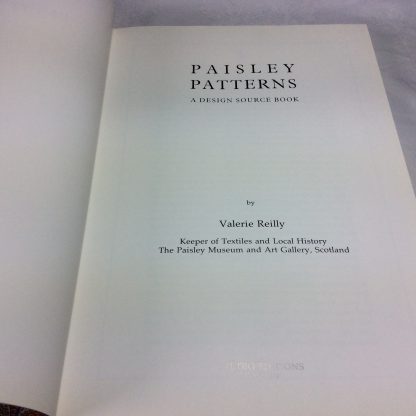 PAISLEY
PATTERNS
A DESIGN SOURCE BOOK
by
Valerie Reilly
Keeper of Textiles and Local History
The Paisley Museum and Art Gallery, Scotland